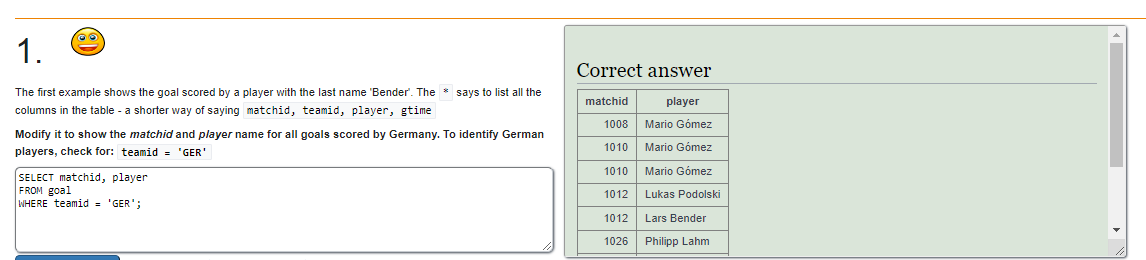 1.
The first example shows the goal scored by a player with the last name 'Bender'. The * says to list all the
columns in the table - a shorter way of saying matchid, teamid, player, gtime
Modify it to show the matchid and player name for all goals scored by Germany. To identify German
players, check for: teamid = 'GER'
SELECT matchid, player
FROM goal
WHERE teamid = 'GER';
Correct answer
matchid player
1008 Mario Gómez
1010 Mario Gómez
1010 Mario Gómez
1012 Lukas Podolski
1012 Lars Bender
1026 Philipp Lahm